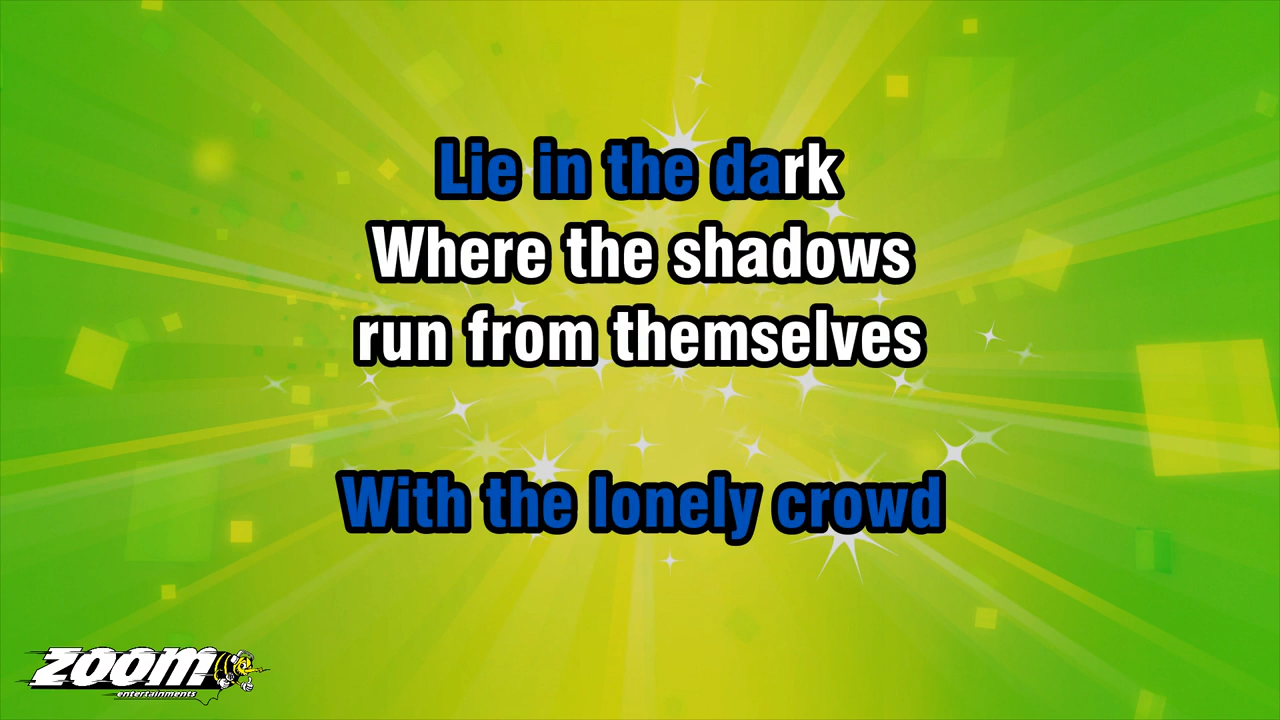 Lie in the dark
Where the shadows
run from themselves
With the lonely crowd
ZOOM
entertainments